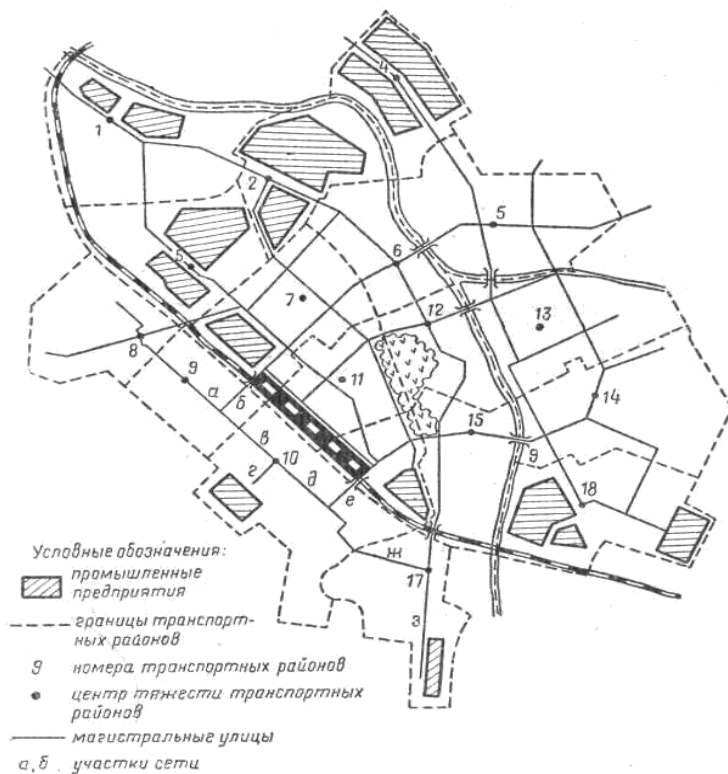 4
1
2
5
5
6
7
12
13
8
9
11
14
а
б
15
9
в
10
г
д
е
18
Условные обозначения:
промышленные
предприятия
ж
17
границы транспорт-
ных районов
з
9 номера транспортных районов
центр тяжести транспортных
районов
магистральные улицы
а, б участки сети